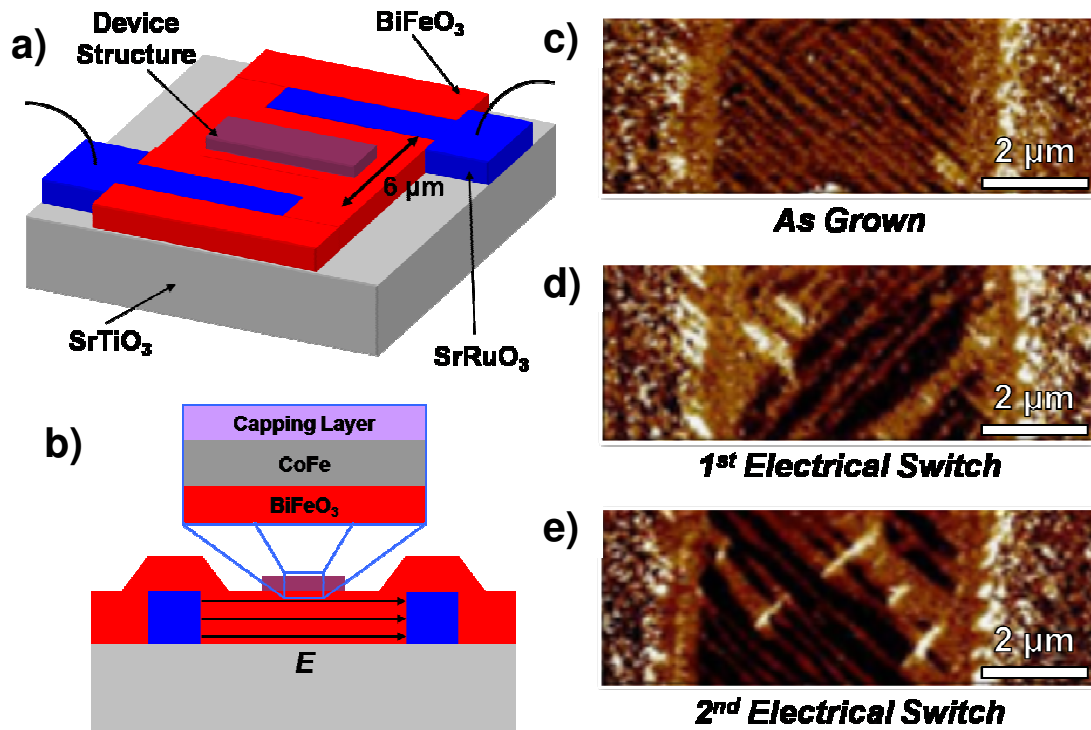 a)
Device
Structure
BiFeO₃
6 µm
SrTiO₃
SrRuO₃
b)
Capping Layer
CoFe
BiFeO₃
E
c)
2 µm
As Grown
d)
2 µm
1st Electrical Switch
e)
2 µm
2nd Electrical Switch